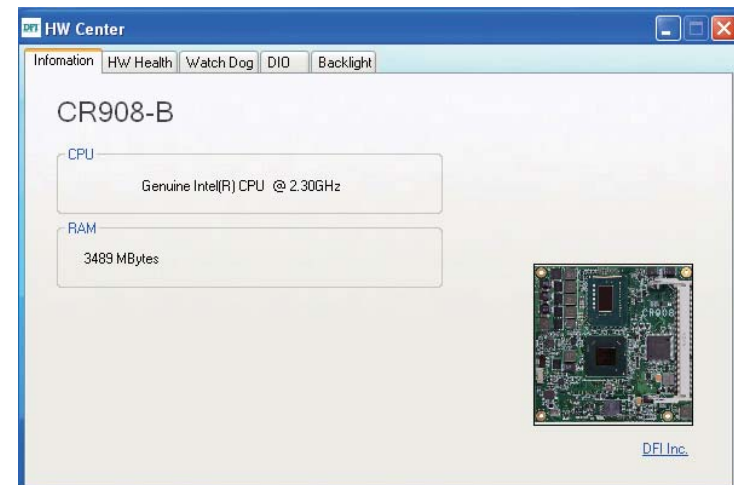 DFI HW Center
Infomation HW Health Watch Dog DIO Backlight
CR908-B
CPU
Genuine Intel(R) CPU @ 2.30GHz
RAM
3489 MBytes
CR908
DFI Inc.